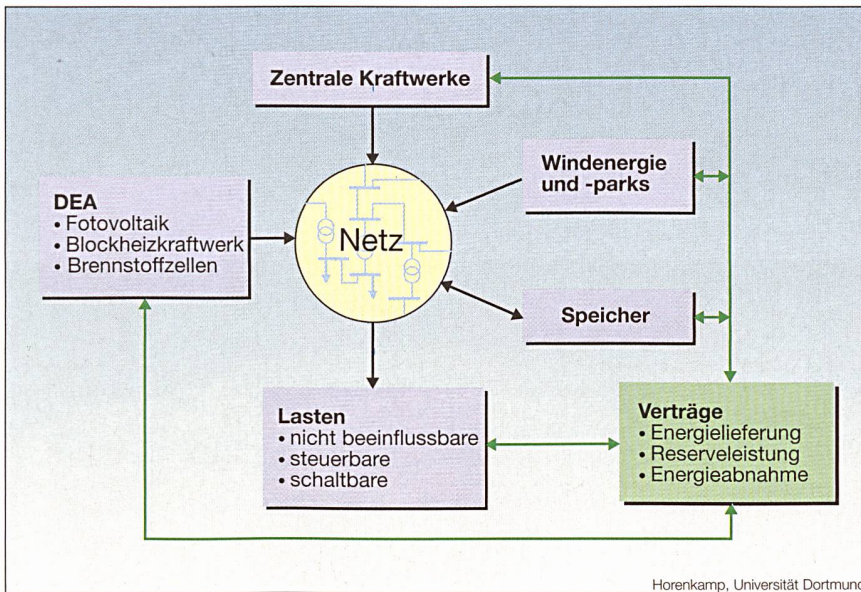 Zentrale Kraftwerke
Windenergie
und -parks
DEA
• Fotovoltaik
• Blockheizkraftwerk
• Brennstoffzellen
Netz
Speicher
Lasten
• nicht beeinflussbare
• steuerbare
• schaltbare
Verträge
• Energielieferung
• Reserveleistung
• Energieabnahme
Horenkamp, Universität Dortmund